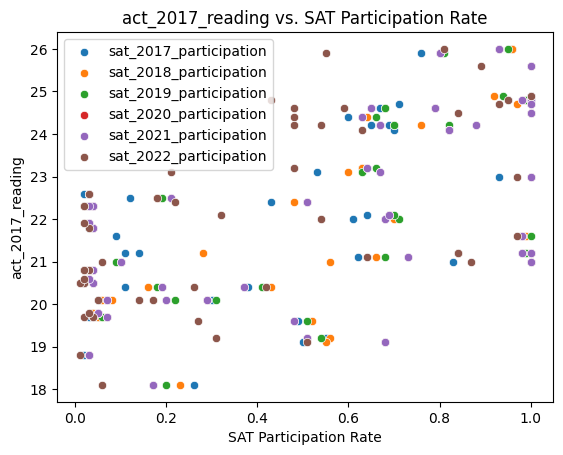 act_2017_reading vs. SAT Participation Rate
sat_2017_participation
sat_2018_participation
sat_2019_participation
sat_2020_participation
sat_2021_participation
sat_2022_participation
26
25
24
23
22
21
20
19
18
act_2017_reading
0.0 0.2 0.4 0.6 0.8 1.0
SAT Participation Rate